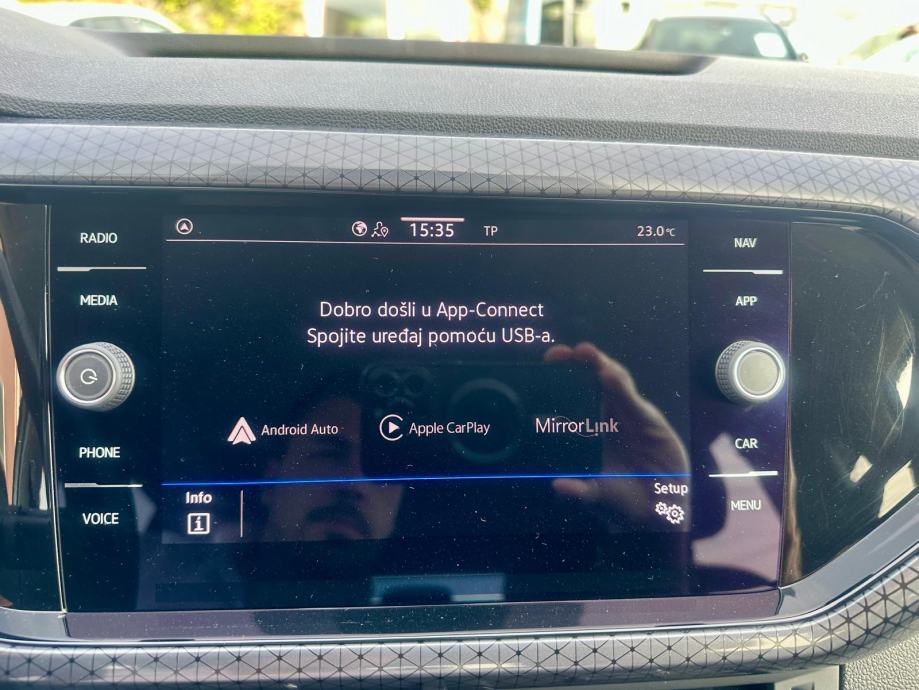 15:35 TP 23.0°C
RADIO
MEDIA
PHONE
VOICE
Dobro došli u App-Connect
Spojite uređaj pomoću USB-a.
Android Auto Apple CarPlay MirrorLink
Info
Setup
NAV
APP
CAR
MENU